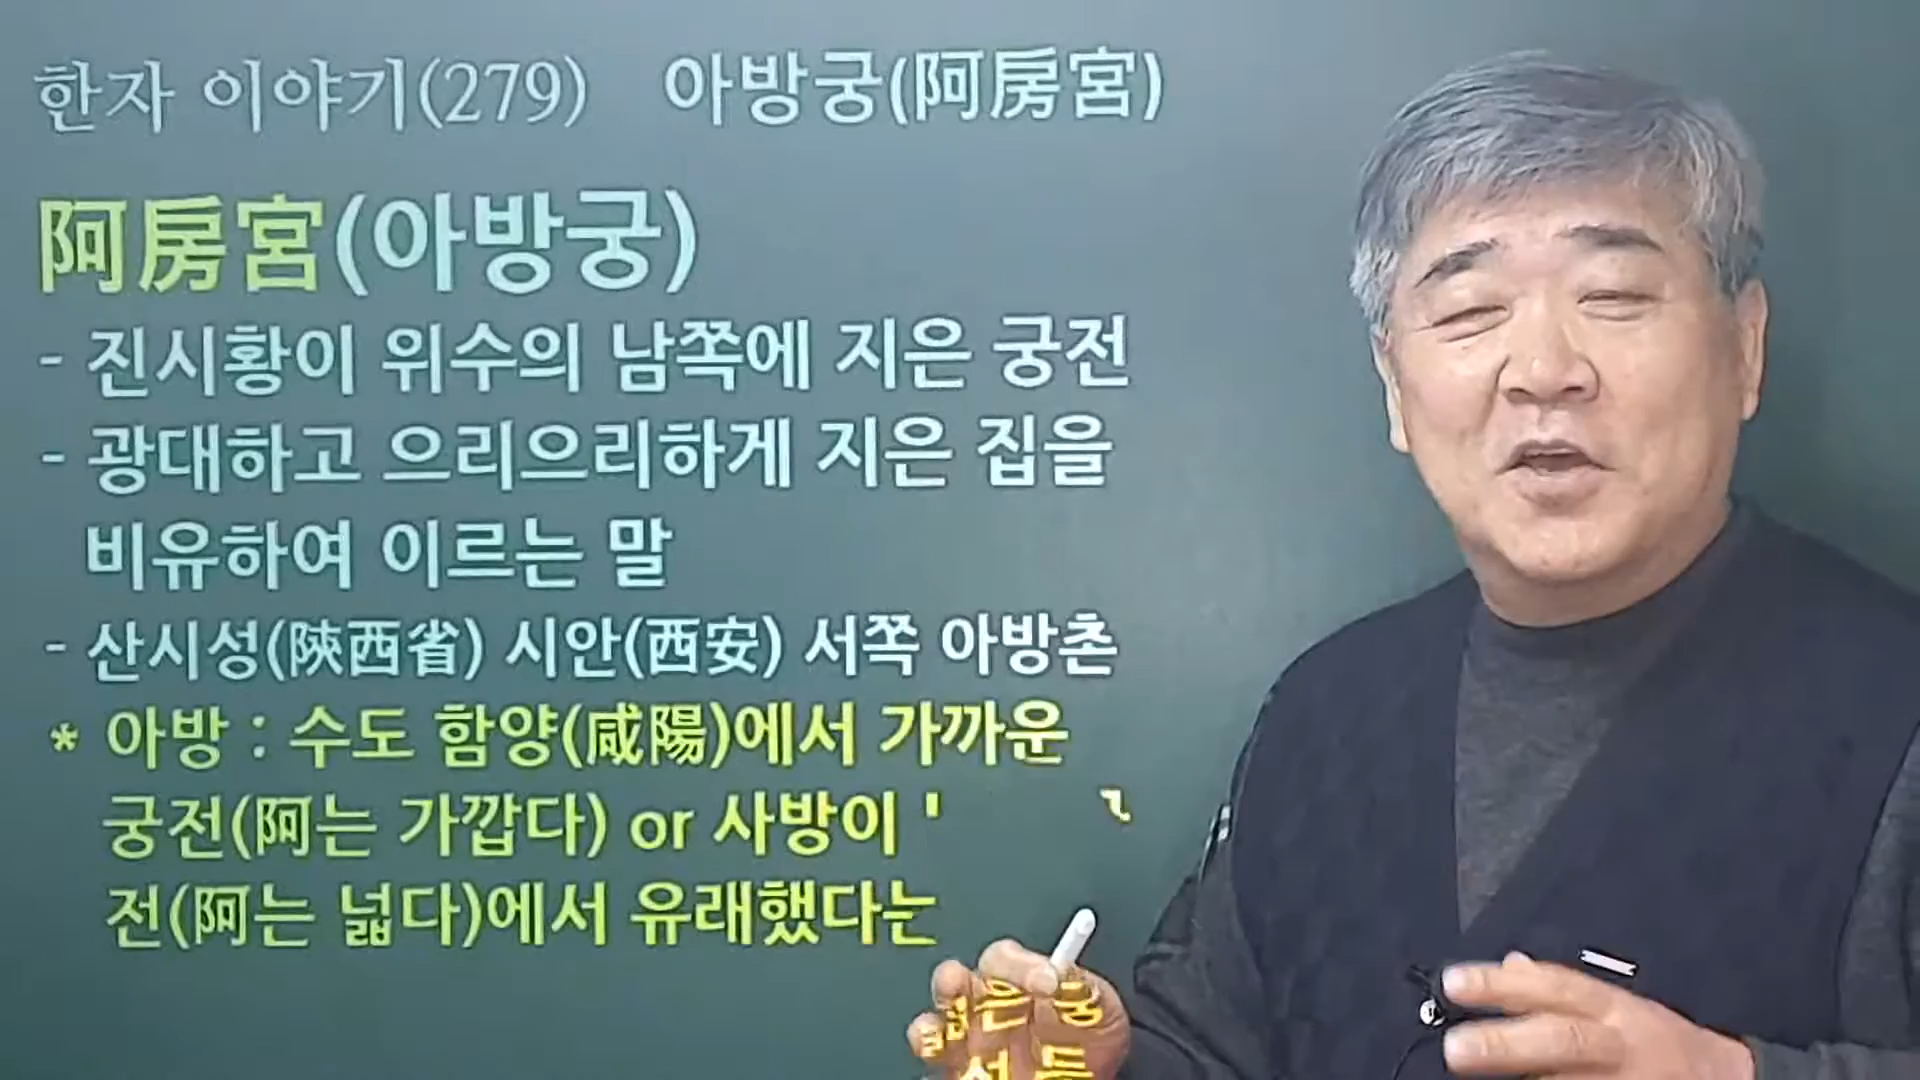 한자 이야기(279) 아방궁(阿房宮)
阿房宮(아방궁)
- 진시황이 위수의 남쪽에 지은 궁전
- 광대하고 으리으리하게 지은 집을
비유하여 이르는 말
- 산시성(陝西省) 시안(西安) 서쪽 아방촌
* 아방 : 수도 함양(咸陽)에서 가까운
궁전(阿는 가깝다) or 사방이
전(阿는 넓다)에서 유래했다는
넓은 궁
설 등